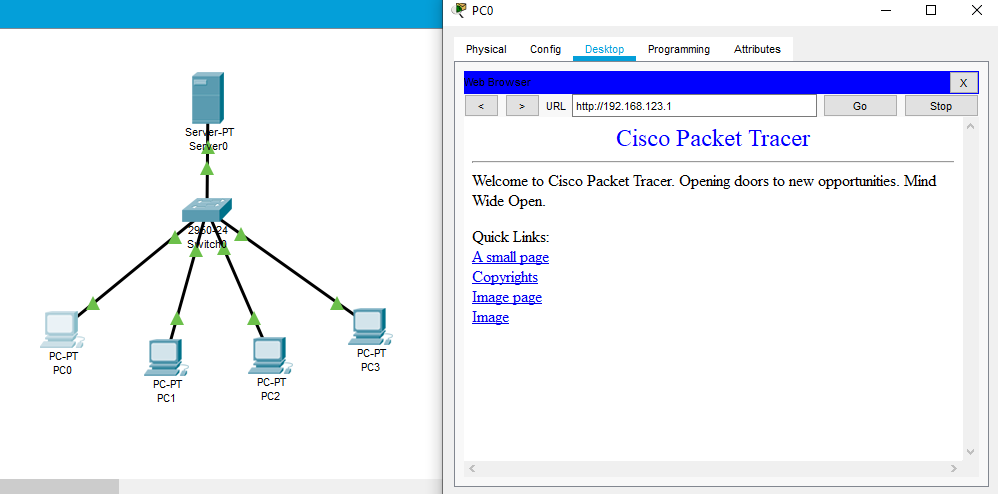 PC0
Physical Config Desktop Programming Attributes
Web Browser X
< > URL http://192.168.123.1 Go Stop
Cisco Packet Tracer
Welcome to Cisco Packet Tracer. Opening doors to new opportunities. Mind
Wide Open.
Quick Links:
A small page
Copyrights
Image page
Image
Server-PT
Server0
2950-24
Switch0
PC-PT
PC0
PC-PT
PC1
PC-PT
PC2
PC-PT
PC3